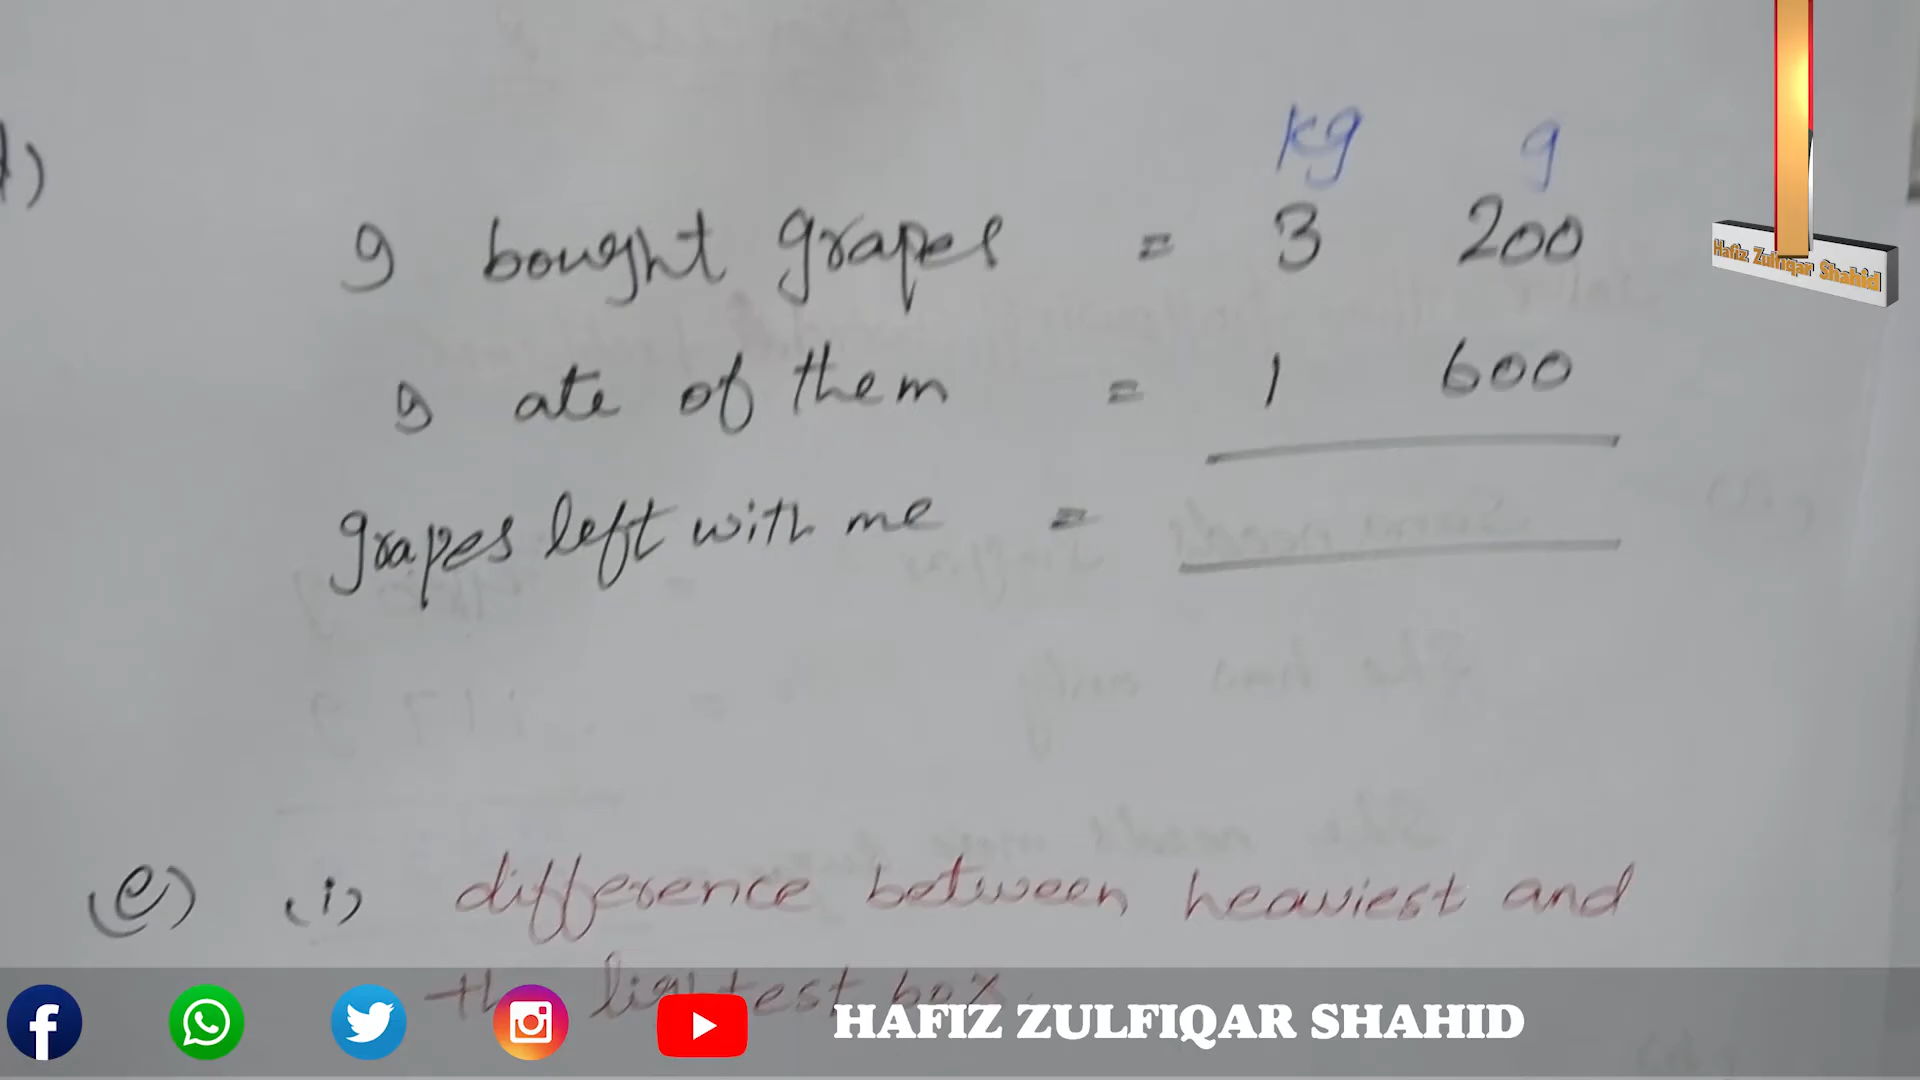 kg g
I bought grapes = 3 200
Hafiz Zulfiqar Shahid
I ate of them = 1 600
grapes left with me =
(e) (i) difference between heaviest and
the lightest box.
HAFIZ ZULFIQAR SHAHID